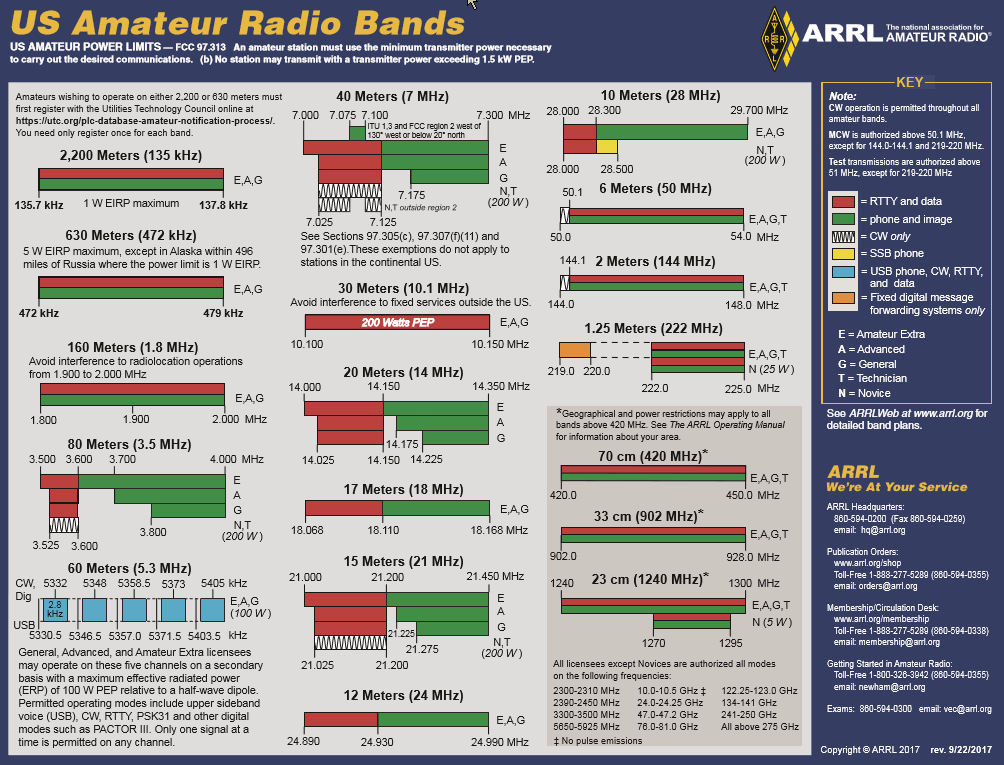 US Amateur Radio Bands
US AMATEUR POWER LIMITS — FCC 97.313 An amateur station must use the minimum transmitter power necessary
to carry out the desired communications. (b) No station may transmit with a transmitter power exceeding 1.5 kW PEP.
ARRL The national association for
AMATEUR RADIO®
Amateurs wishing to operate on either 2,200 or 630 meters must
first register with the Utilities Technology Council online at
https://utc.org/plc-database-amateur-notification-process/.
You need only register once for each band.
2,200 Meters (135 kHz)
E,A,G
135.7 kHz 1 W EIRP maximum 137.8 kHz
630 Meters (472 kHz)
5 W EIRP maximum, except in Alaska within 496
miles of Russia where the power limit is 1 W EIRP.
E,A,G
472 kHz 479 kHz
160 Meters (1.8 MHz)
Avoid interference to radiolocation operations
from 1.900 to 2.000 MHz
E,A,G
1.800 1.900 2.000 MHz
80 Meters (3.5 MHz)
3.500 3.600 3.700 4.000 MHz
E
A
G
3.800 N,T
(200 W)
3.525 3.600
60 Meters (5.3 MHz)
CW, Dig 5332 5348 5358.5 5373 5405 kHz
2.8 kHz
E,A,G
(100 W)
USB
5330.5 5346.5 5357.0 5371.5 5403.5 kHz
General, Advanced, and Amateur Extra licensees
may operate on these five channels on a secondary
basis with a maximum effective radiated power
(ERP) of 100 W PEP relative to a half-wave dipole.
Permitted operating modes include upper sideband
voice (USB), CW, RTTY, PSK31 and other digital
modes such as PACTOR III. Only one signal at a
time is permitted on any channel.
40 Meters (7 MHz)
7.000 7.075 7.100 7.300 MHz
ITU 1,3 and FCC region 2 west of
130° west or below 20° north
E
A
G
7.175 N,T
(200 W)
N,T outside region 2
7.025 7.125
See Sections 97.305(c), 97.307(f)(11) and
97.301(e).These exemptions do not apply to
stations in the continental US.
30 Meters (10.1 MHz)
Avoid interference to fixed services outside the US.
200 Watts PEP E,A,G
10.100 10.150 MHz
20 Meters (14 MHz)
14.000 14.150 14.350 MHz
E
A
G
14.175
14.025 14.150 14.225
17 Meters (18 MHz)
E,A,G
18.068 18.110 18.168 MHz
15 Meters (21 MHz)
21.000 21.200 21.450 MHz
E
A
G
21.225
21.275 N,T
(200 W)
21.025 21.200
12 Meters (24 MHz)
E,A,G
24.890 24.930 24.990 MHz
10 Meters (28 MHz)
28.000 28.300 29.700 MHz
E,A,G
N,T
(200 W)
28.000 28.500
6 Meters (50 MHz)
50.1
E,A,G,T
50.0 54.0 MHz
2 Meters (144 MHz)
144.1
E,A,G,T
144.0 148.0 MHz
1.25 Meters (222 MHz)
E,A,G,T
N (25 W)
219.0 220.0
222.0 225.0 MHz
*Geographical and power restrictions may apply to all
bands above 420 MHz. See The ARRL Operating Manual
for information about your area.
70 cm (420 MHz)*
E,A,G,T
420.0 450.0 MHz
33 cm (902 MHz)*
E,A,G,T
902.0 928.0 MHz
23 cm (1240 MHz)*
1240 1300 MHz
E,A,G,T
N (5 W)
1270 1295
All licensees except Novices are authorized all modes
on the following frequencies:
2300-2310 MHz 10.0-10.5 GHz ‡ 122.25-123.0 GHz
2390-2450 MHz 24.0-24.25 GHz 134-141 GHz
3300-3500 MHz 47.0-47.2 GHz 241-250 GHz
5650-5925 MHz 76.0-81.0 GHz All above 275 GHz
‡ No pulse emissions
KEY
Note:
CW operation is permitted throughout all
amateur bands.
MCW is authorized above 50.1 MHz,
except for 144.0-144.1 and 219-220 MHz.
Test transmissions are authorized above
51 MHz, except for 219-220 MHz
= RTTY and data
= phone and image
= CW only
= SSB phone
= USB phone, CW, RTTY,
and data
= Fixed digital message
forwarding systems only
E = Amateur Extra
A = Advanced
G = General
T = Technician
N = Novice
See ARRLWeb at www.arrl.org for
detailed band plans.
ARRL
We're At Your Service
ARRL Headquarters:
860-594-0200 (Fax 860-594-0259)
email: hq@arrl.org
Publication Orders:
www.arrl.org/shop
Toll-Free 1-888-277-5289 (860-594-0355)
email: orders@arrl.org
Membership/Circulation Desk:
www.arrl.org/membership
Toll-Free 1-888-277-5289 (860-594-0338)
email: membership@arrl.org
Getting Started in Amateur Radio:
Toll-Free 1-800-326-3942 (860-594-0355)
email: newham@arrl.org
Exams: 860-594-0300 email: vec@arrl.org
Copyright © ARRL 2017 rev. 9/22/2017